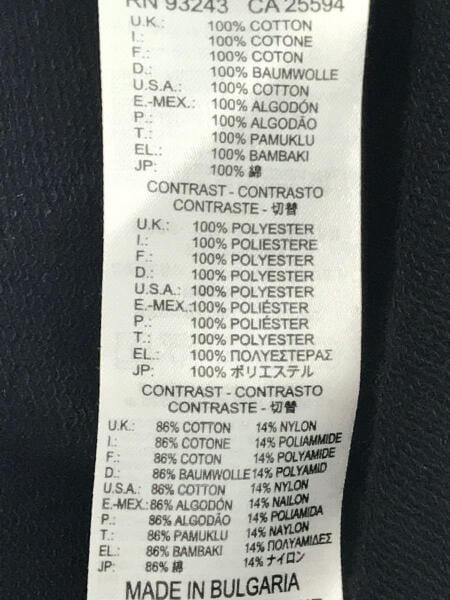 RN 93243 CA 25594
U.K.: 100% COTTON
I.: 100% COTONE
F.: 100% COTON
D.: 100% BAUMWOLLE
U.S.A.: 100% COTTON
E.-MEX.: 100% ALGODÓN
P.: 100% ALGODÃO
T.: 100% PAMUKLU
EL.: 100% BAMBAKI
JP: 100% 綿
CONTRAST - CONTRASTO
CONTRASTE - 切替
U.K.: 100% POLYESTER
I.: 100% POLIESTERE
F.: 100% POLYESTER
D.: 100% POLYESTER
U.S.A.: 100% POLYESTER
E.-MEX.:100% POLIÉSTER
P.: 100% POLIÉSTER
T.: 100% POLYESTER
EL.: 100% ΠΟΛΥΕΣΤΕΡΑΣ
JP: 100% ポリエステル
CONTRAST - CONTRASTO
CONTRASTE - 切替
U.K.: 86% COTTON 14% NYLON
I.: 86% COTONE 14% POLIAMMIDE
F.: 86% COTON 14% POLYAMIDE
D.: 86% BAUMWOLLE 14% POLYAMID
U.S.A.: 86% COTTON 14% NYLON
E.-MEX.: 86% ALGODÓN 14% NAILON
P.: 86% ALGODÃO 14% POLIAMIDA
T.: 86% PAMUKLU 14% NAYLON
EL: 86% BAMBAKI 14% ΠΟΛΥΑΜΙΔΕΣ
JP: 86% 綿 14% ナイロン
MADE IN BULGARIA